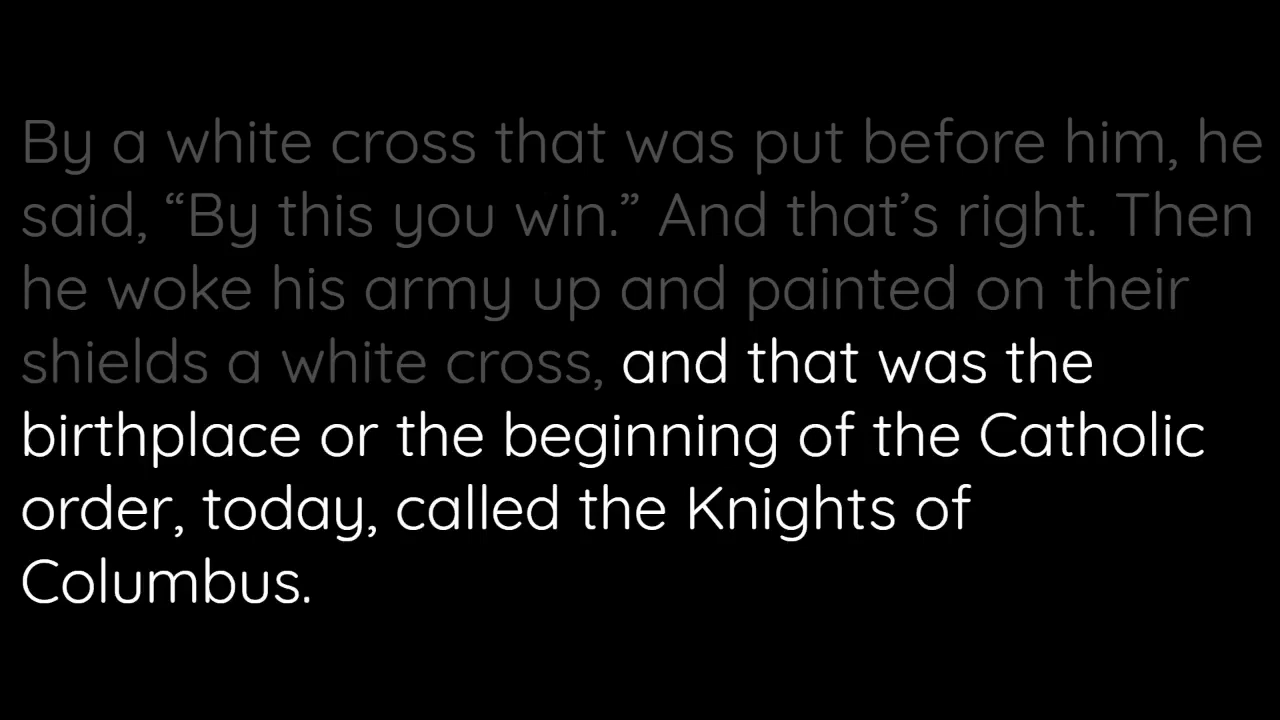 By a white cross that was put before him, he
said, “By this you win.” And that’s right. Then
he woke his army up and painted on their
shields a white cross, and that was the
birthplace or the beginning of the Catholic
order, today, called the Knights of
Columbus.